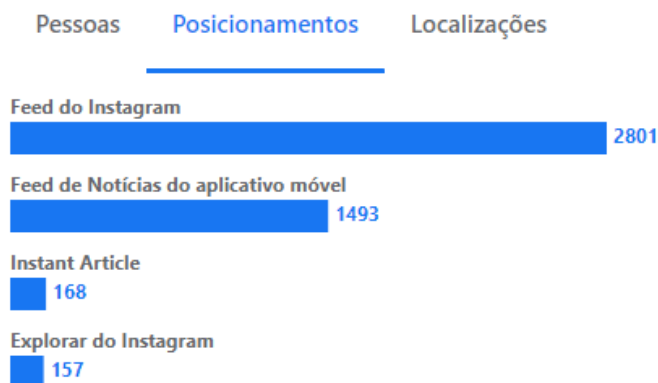 Pessoas Posicionamentos Localizações
Feed do Instagram
2801
Feed de Notícias do aplicativo móvel
1493
Instant Article
168
Explorar do Instagram
157